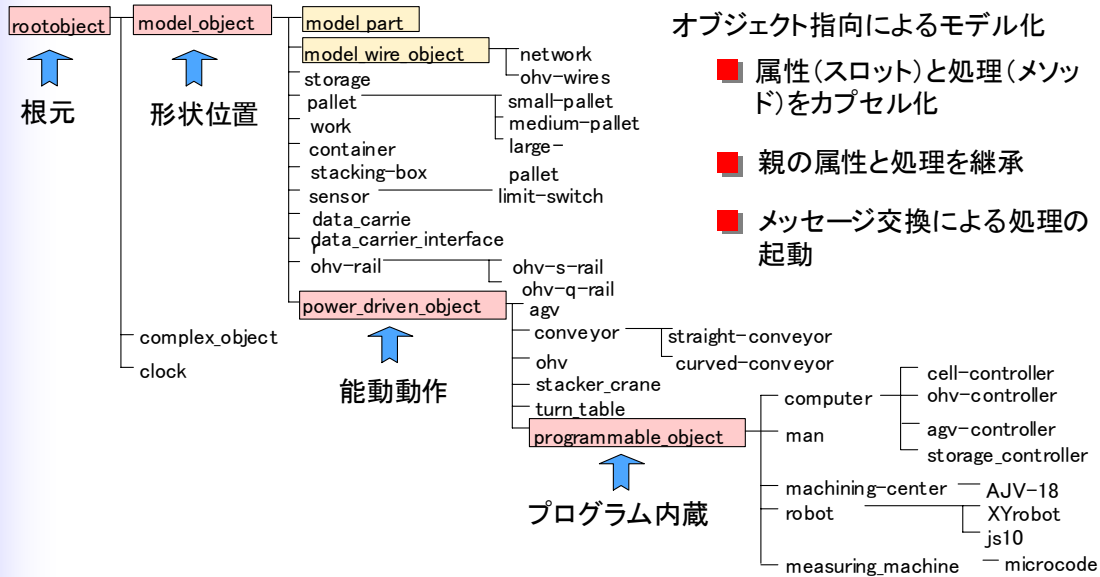 rootobject
model_object
model_part
model_wire_object
network
ohv-wires
storage
pallet
small-pallet
medium-pallet
large-
pallet
work
container
stacking-box
sensor
limit-switch
data_carrie
r
data_carrier_interface
ohv-rail
ohv-s-rail
ohv-q-rail
power_driven_object
agv
conveyor
straight-conveyor
curved-conveyor
ohv
stacker_crane
turn_table
programmable_object
computer
cell-controller
ohv-controller
agv-controller
storage_controller
man
machining-center
AJV-18
robot
XYrobot
js10
measuring_machine
microcode
complex_object
clock
根元
形状位置
能動動作
プログラム内蔵
オブジェクト指向によるモデル化
属性(スロット)と処理(メソッ
ド)をカプセル化
親の属性と処理を継承
メッセージ交換による処理の
起動